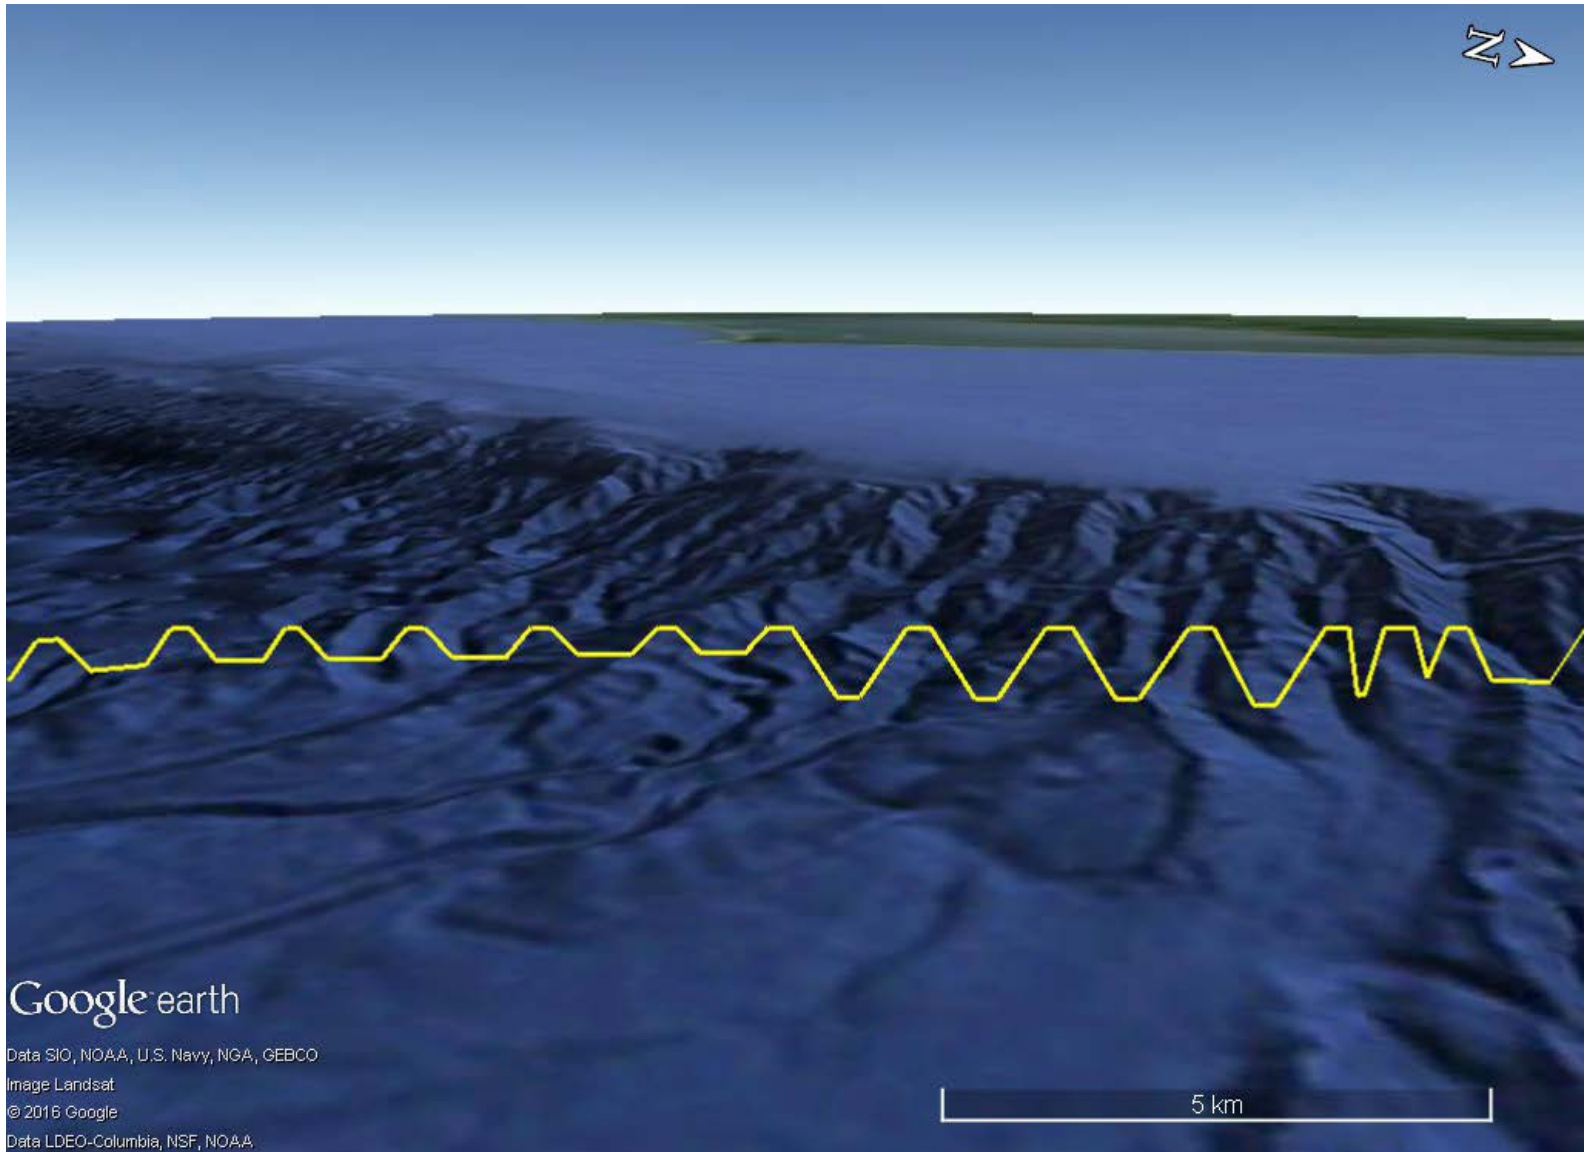 N
5 km
Google earth
Data SIO, NOAA, U.S. Navy, NGA, GEBCO
Image Landsat
© 2016 Google
Data LDEO-Columbia, NSF, NOAA